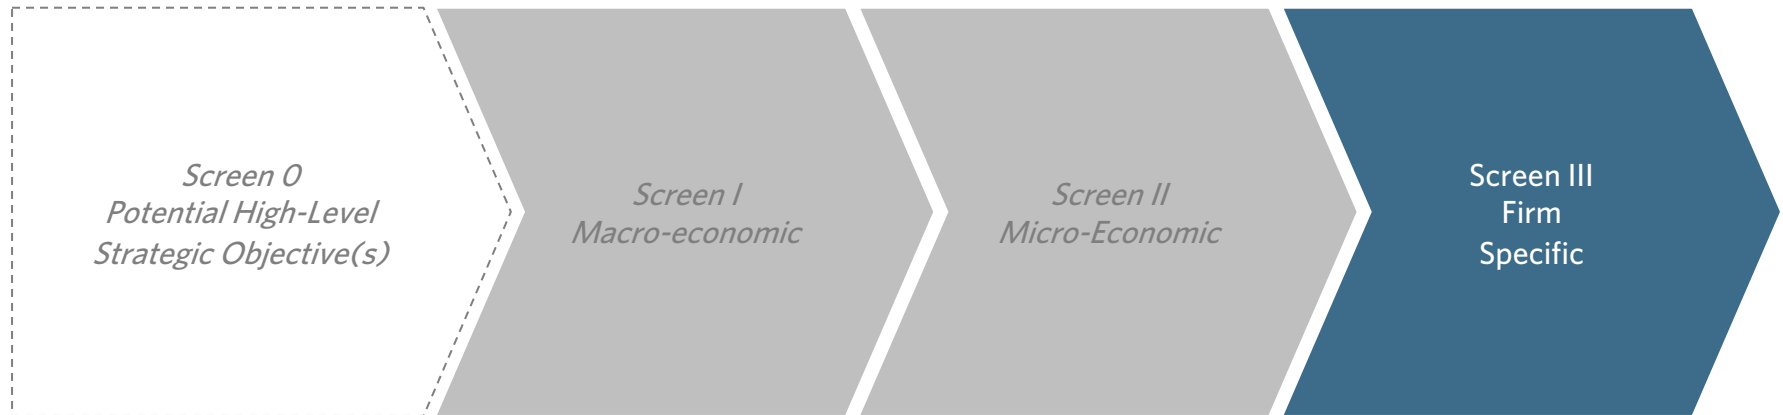 Screen 0
Potential High-Level
Strategic Objective(s)
Screen I
Macro-economic
Screen II
Micro-Economic
Screen III
Firm
Specific